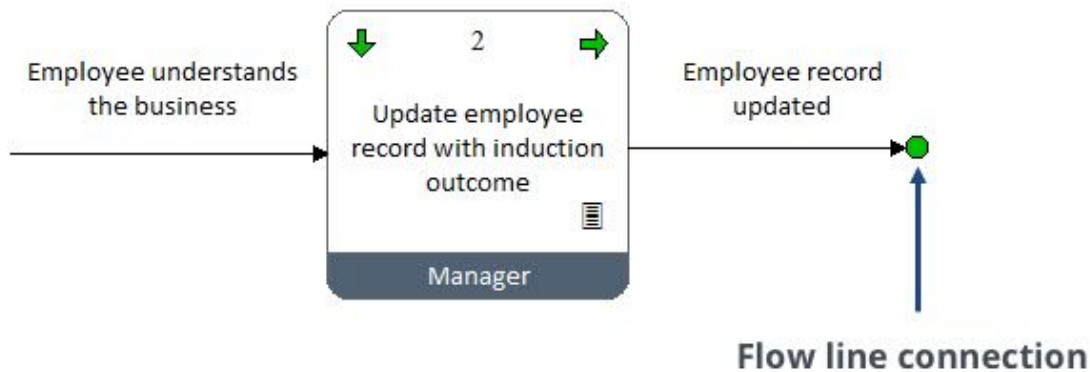 Employee understands
the business
2
Update employee
record with induction
outcome
Manager
Employee record
updated
Flow line connection